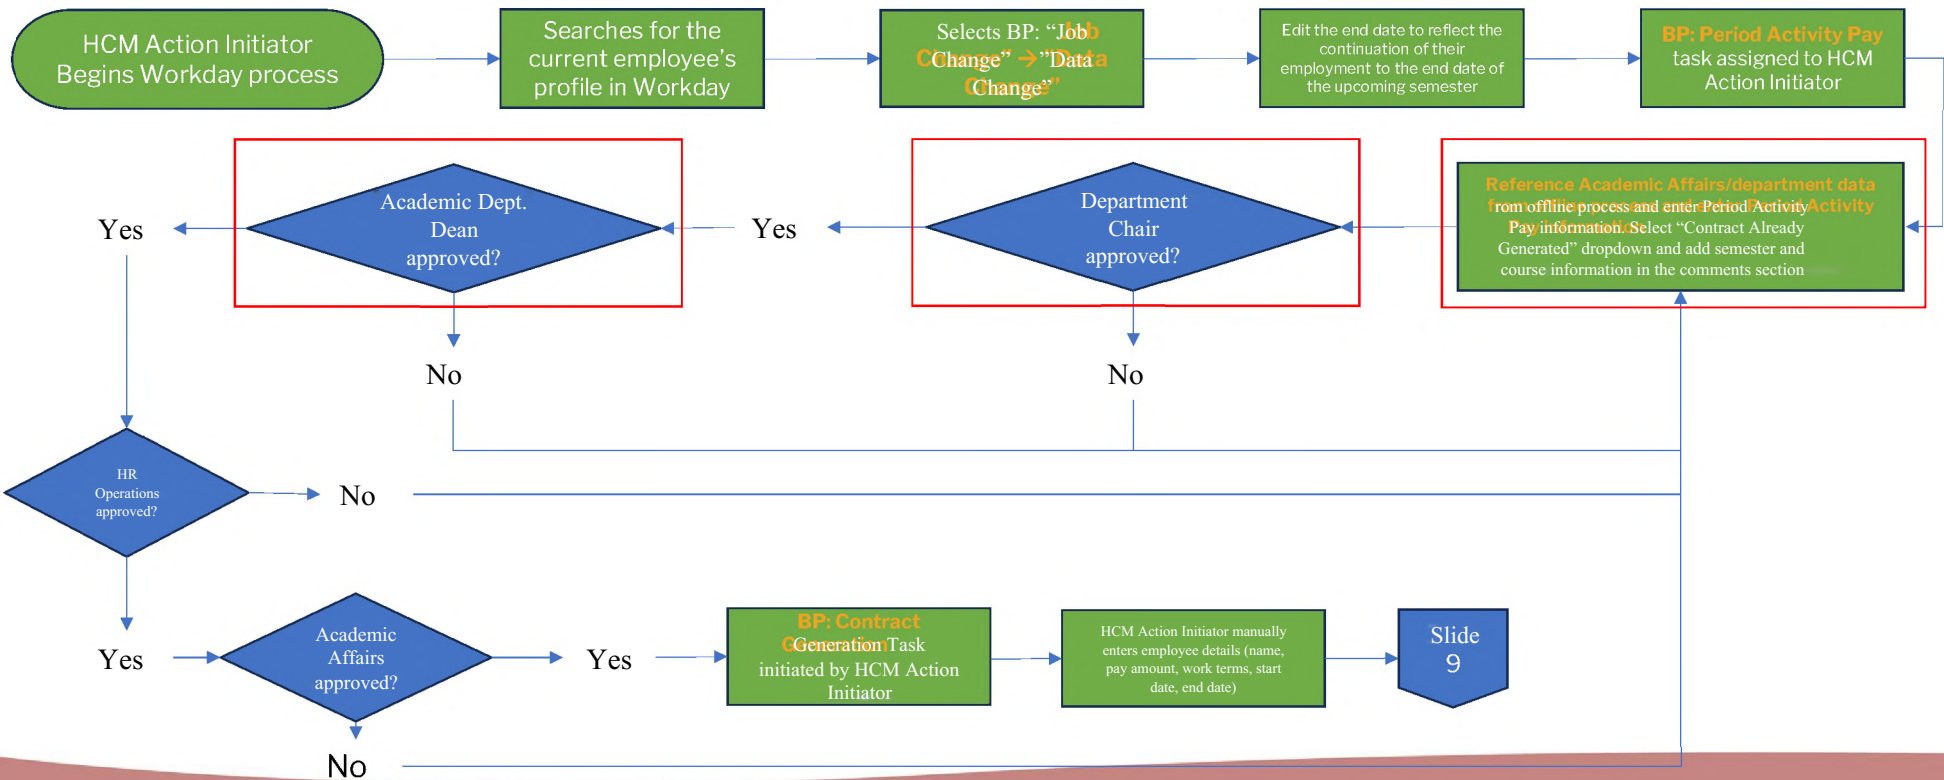 HCM Action Initiator
Begins Workday process
Searches for the
current employee's
profile in Workday
Selects BP: “Job
Change” → ”Data
Change”
Edit the end date to reflect the
continuation of their
employment to the end date of
the upcoming semester
BP: Period Activity Pay
task assigned to HCM
Action Initiator
Yes
Academic Dept.
Dean
approved?
Yes
Department
Chair
approved?
Reference Academic Affairs/department data
from offline process and enter Period Activity
Pay information. Select “Contract Already
Generated” dropdown and add semester and
course information in the comments section
No
No
HR
Operations
approved?
No
Yes
Academic
Affairs
approved?
Yes
BP: Contract
Generation Task
initiated by HCM Action
Initiator
HCM Action Initiator manually
enters employee details (name,
pay amount, work terms, start
date, end date)
Slide
9
No